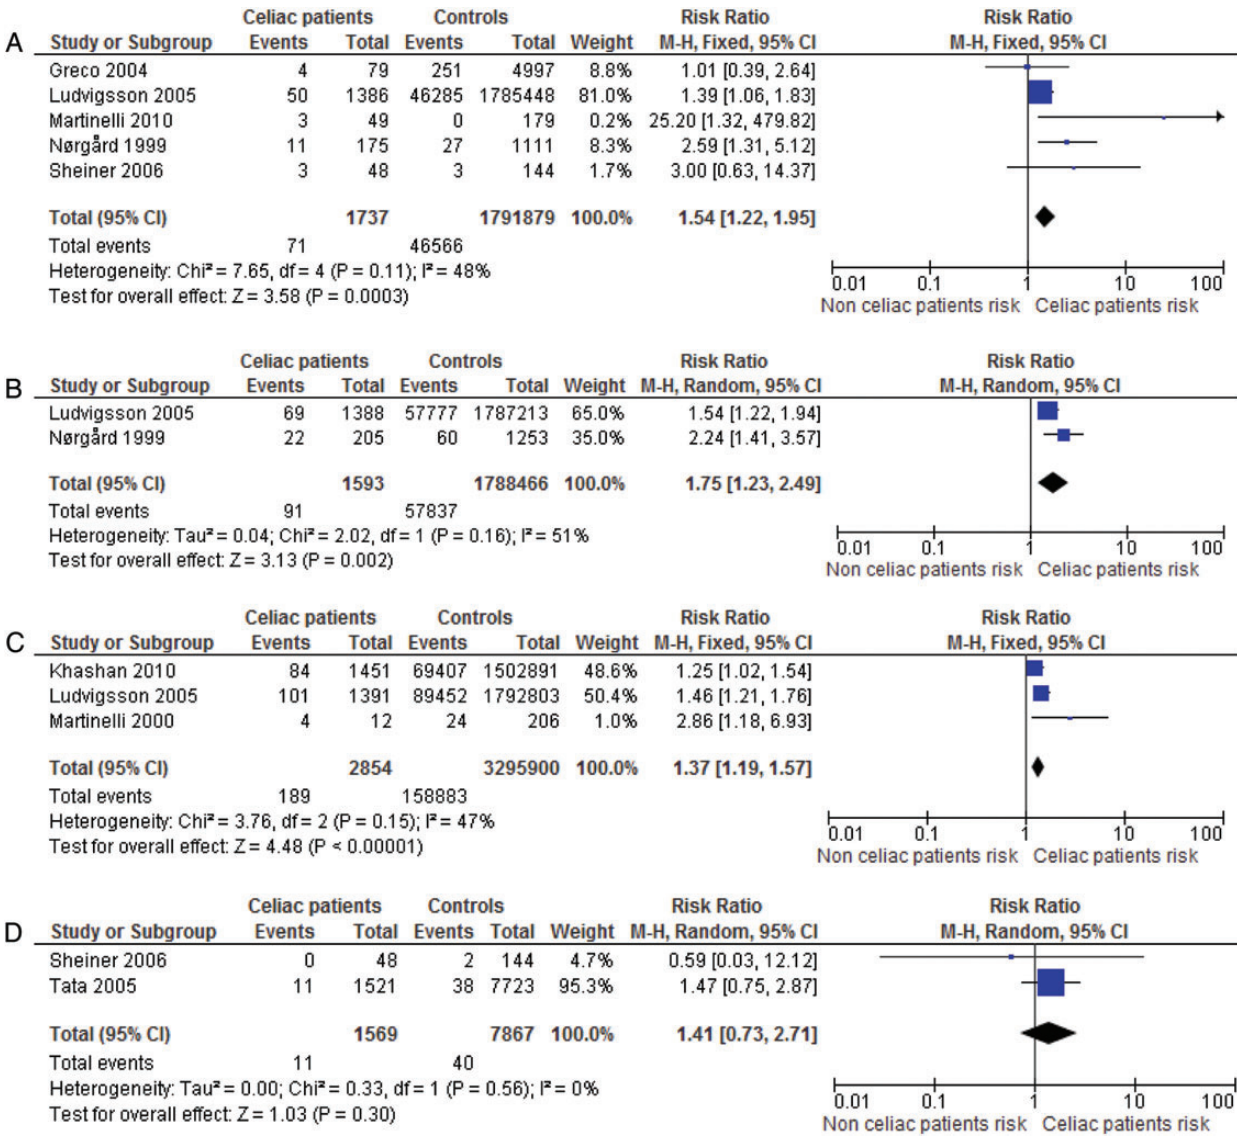 Celiac patients Controls Risk Ratio Risk Ratio
A Study or Subgroup Events Total Events Total Weight M-H, Fixed, 95% CI M-H, Fixed, 95% CI
Greco 2004 4 79 251 4997 8.8% 1.01 [0.39, 2.64]
Ludvigsson 2005 50 1386 46285 1785448 81.0% 1.39 [1.06, 1.83]
Martinelli 2010 3 49 0 179 0.2% 25.20 [1.32, 479.82]
Nørgård 1999 11 175 27 1111 8.3% 2.59 [1.31, 5.12]
Sheiner 2006 3 48 3 144 1.7% 3.00 [0.63, 14.37]
Total (95% CI) 1737 1791879 100.0% 1.54 [1.22, 1.95]
Total events 71 46566
Heterogeneity: Chi² = 7.65, df = 4 (P = 0.11); I² = 48%
Test for overall effect: Z = 3.58 (P = 0.0003)
0.01 0.1 1 10 100
Non celiac patients risk Celiac patients risk
Celiac patients Controls Risk Ratio Risk Ratio
B Study or Subgroup Events Total Events Total Weight M-H, Random, 95% CI M-H, Random, 95% CI
Ludvigsson 2005 69 1388 57777 1787213 65.0% 1.54 [1.22, 1.94]
Nørgård 1999 22 205 60 1253 35.0% 2.24 [1.41, 3.57]
Total (95% CI) 1593 1788466 100.0% 1.75 [1.23, 2.49]
Total events 91 57837
Heterogeneity: Tau² = 0.04; Chi² = 2.02, df = 1 (P = 0.16); I² = 51%
Test for overall effect: Z = 3.13 (P = 0.002)
0.01 0.1 1 10 100
Non celiac patients risk Celiac patients risk
Celiac patients Controls Risk Ratio Risk Ratio
C Study or Subgroup Events Total Events Total Weight M-H, Fixed, 95% CI M-H, Fixed, 95% CI
Khashan 2010 84 1451 69407 1502891 48.6% 1.25 [1.02, 1.54]
Ludvigsson 2005 101 1391 89452 1792803 50.4% 1.46 [1.21, 1.76]
Martinelli 2000 4 12 24 206 1.0% 2.86 [1.18, 6.93]
Total (95% CI) 2854 3295900 100.0% 1.37 [1.19, 1.57]
Total events 189 158883
Heterogeneity: Chi² = 3.76, df = 2 (P = 0.15); I² = 47%
Test for overall effect: Z = 4.48 (P < 0.00001)
0.01 0.1 1 10 100
Non celiac patients risk Celiac patients risk
Celiac patients Controls Risk Ratio Risk Ratio
D Study or Subgroup Events Total Events Total Weight M-H, Random, 95% CI M-H, Random, 95% CI
Sheiner 2006 0 48 2 144 4.7% 0.59 [0.03, 12.12]
Tata 2005 11 1521 38 7723 95.3% 1.47 [0.75, 2.87]
Total (95% CI) 1569 7867 100.0% 1.41 [0.73, 2.71]
Total events 11 40
Heterogeneity: Tau² = 0.00; Chi² = 0.33, df = 1 (P = 0.56); I² = 0%
Test for overall effect: Z = 1.03 (P = 0.30)
0.01 0.1 1 10 100
Non celiac patients risk Celiac patients risk